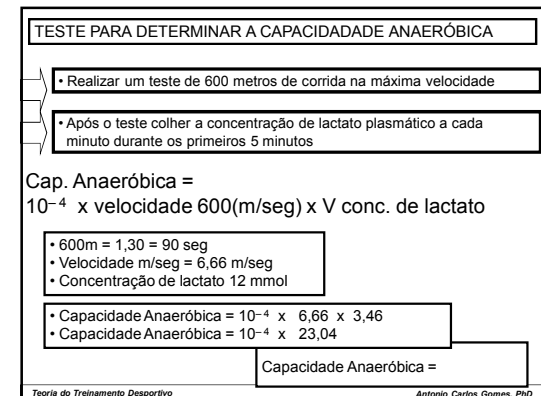 TESTE PARA DETERMINAR A CAPACIDADADE ANAERÓBICA
• Realizar um teste de 600 metros de corrida na máxima velocidade
• Após o teste colher a concentração de lactato plasmático a cada
minuto durante os primeiros 5 minutos
Cap. Anaeróbica =
10⁻⁴ x velocidade 600(m/seg) x V conc. de lactato
• 600m = 1,30 = 90 seg
• Velocidade m/seg = 6,66 m/seg
• Concentração de lactato 12 mmol
• Capacidade Anaeróbica = 10⁻⁴ x 6,66 x 3,46
• Capacidade Anaeróbica = 10⁻⁴ x 23,04
Capacidade Anaeróbica =
Teoria do Treinamento Desportivo
Antonio Carlos Gomes, PhD